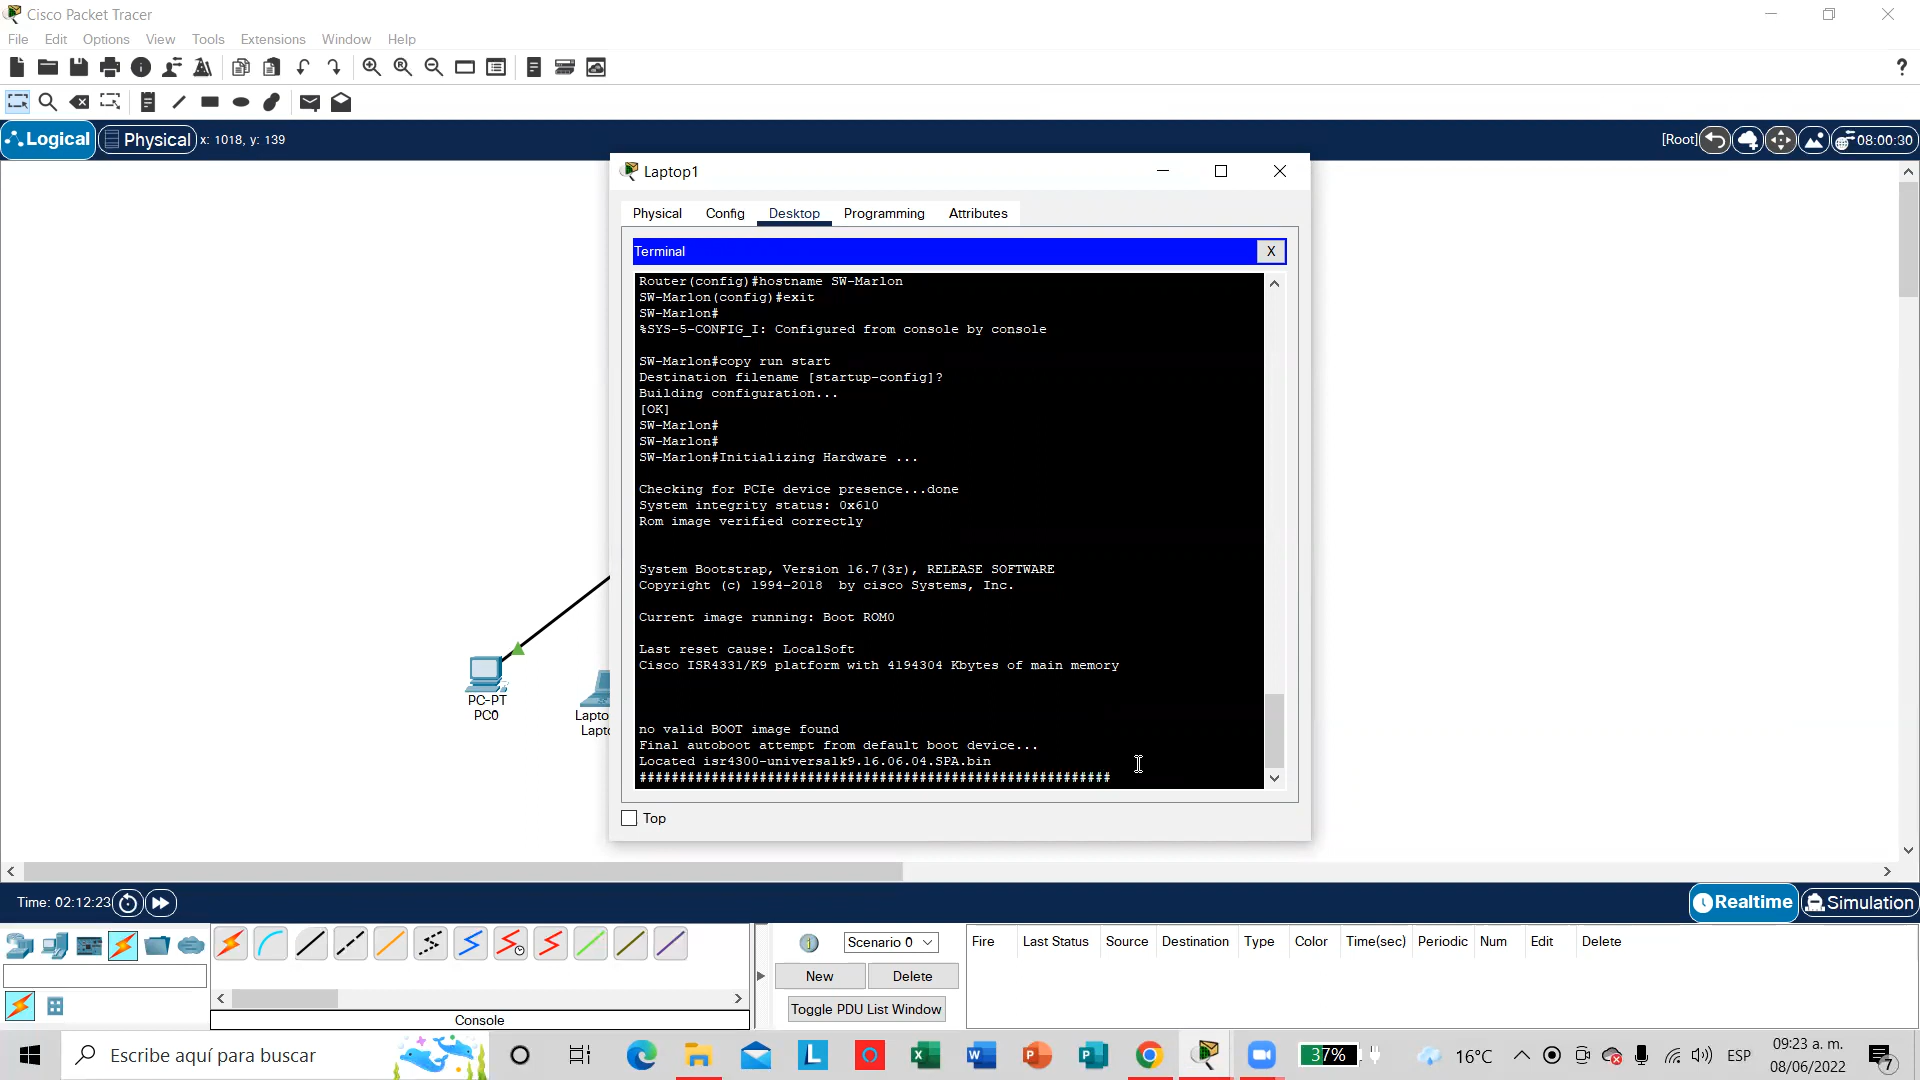 Cisco Packet Tracer
File Edit Options View Tools Extensions Window Help
Logical Physical x: 1018, y: 139
[Root] 08:00:30
Laptop1
Physical Config Desktop Programming Attributes
Terminal
X
Router(config)#hostname SW-Marlon
SW-Marlon(config)#exit
SW-Marlon#
%SYS-5-CONFIG_I: Configured from console by console
SW-Marlon#copy run start
Destination filename [startup-config]?
Building configuration...
[OK]
SW-Marlon#
SW-Marlon#
SW-Marlon#Initializing Hardware ...
Checking for PCIe device presence...done
System integrity status: 0x610
Rom image verified correctly
System Bootstrap, Version 16.7(3r), RELEASE SOFTWARE
Copyright (c) 1994-2018 by cisco Systems, Inc.
Current image running: Boot ROM0
Last reset cause: LocalSoft
Cisco ISR4331/K9 platform with 4194304 Kbytes of main memory
no valid BOOT image found
Final autoboot attempt from default boot device...
Located isr4300-universalk9.16.06.04.SPA.bin
###########################################################
Top
PC-PT
PC0
Lapto
Lapt
Time: 02:12:23
Realtime Simulation
Scenario 0
New Delete
Toggle PDU List Window
Fire Last Status Source Destination Type Color Time(sec) Periodic Num Edit Delete
Console
Escribe aquí para buscar
37%
16°C
ESP
09:23 a. m.
08/06/2022
7